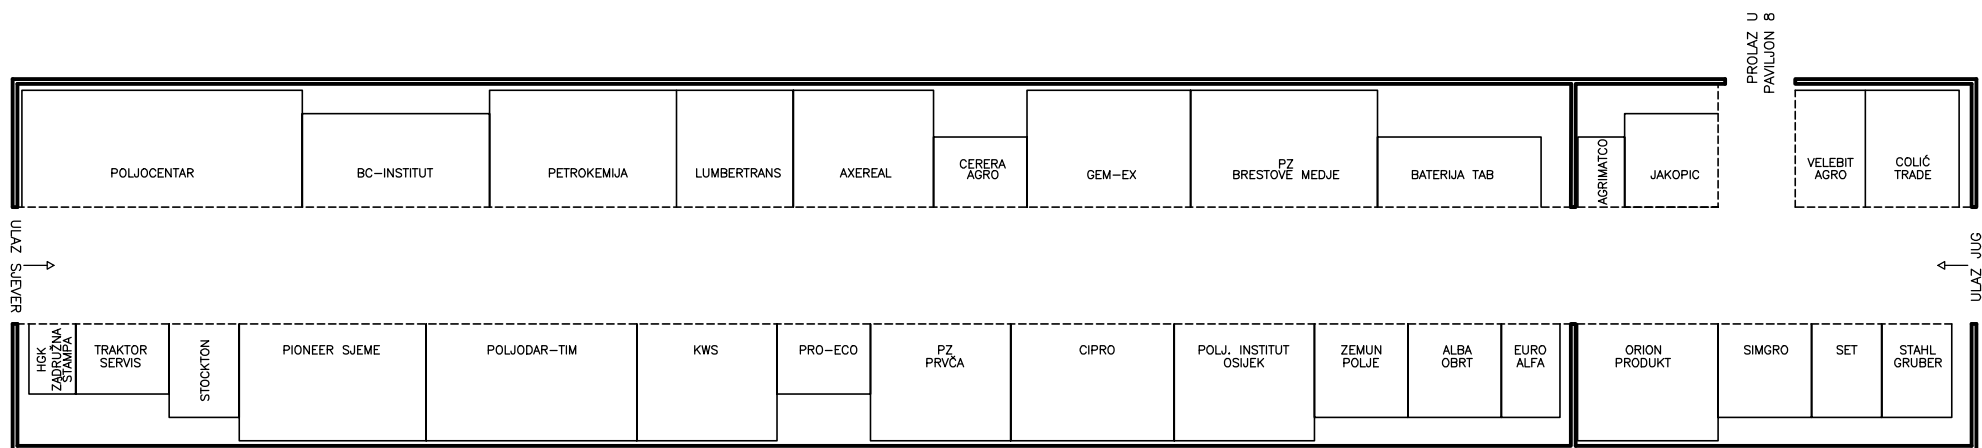 PROLAZ U
PAVILJON 8
POLJOCENTAR
BC-INSTITUT
PETROKEMIJA
LUMBERTRANS
AXEREAL
CERERA
AGRO
GEM-EX
PZ
BRESTOVE MEDJE
BATERIJA TAB
AGRIMATCO
JAKOPIC
VELEBIT
AGRO
COLIĆ
TRADE
ULAZ SJEVER
ULAZ JUG
HGK
ZADRUŽNA
ŠTAMPA
TRAKTOR
SERVIS
STOCKTON
PIONEER SJEME
POLJODAR-TIM
KWS
PRO-ECO
PZ
PRVČA
CIPRO
POLJ. INSTITUT
OSIJEK
ZEMUN
POLJE
ALBA
OBRT
EURO
ALFA
ORION
PRODUKT
SIMGRO
SET
STAHL
GRUBER